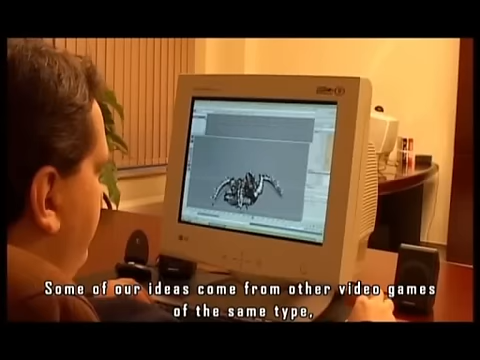 Some of our ideas come from other video games
of the same type,